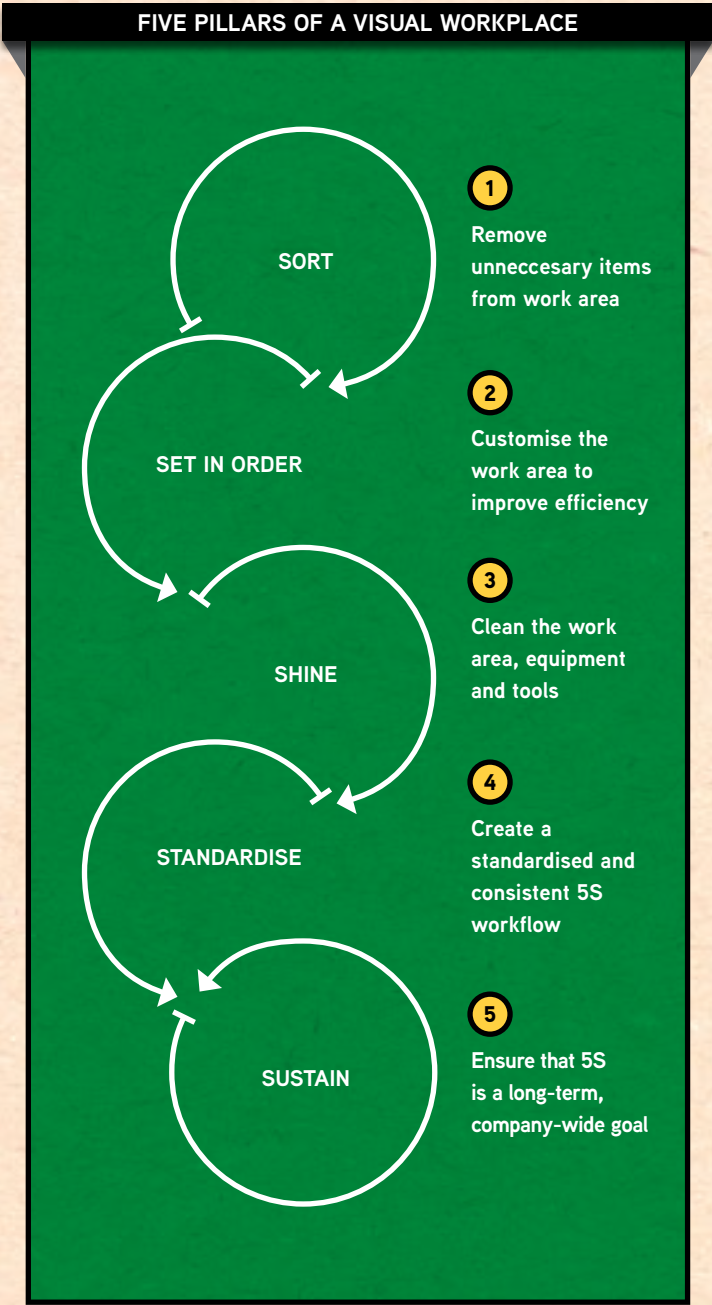 FIVE PILLARS OF A VISUAL WORKPLACE
SORT
1
Remove
unneccesary items
from work area
SET IN ORDER
2
Customise the
work area to
improve efficiency
SHINE
3
Clean the work
area, equipment
and tools
STANDARDISE
4
Create a
standardised and
consistent 5S
workflow
SUSTAIN
5
Ensure that 5S
is a long-term,
company-wide goal